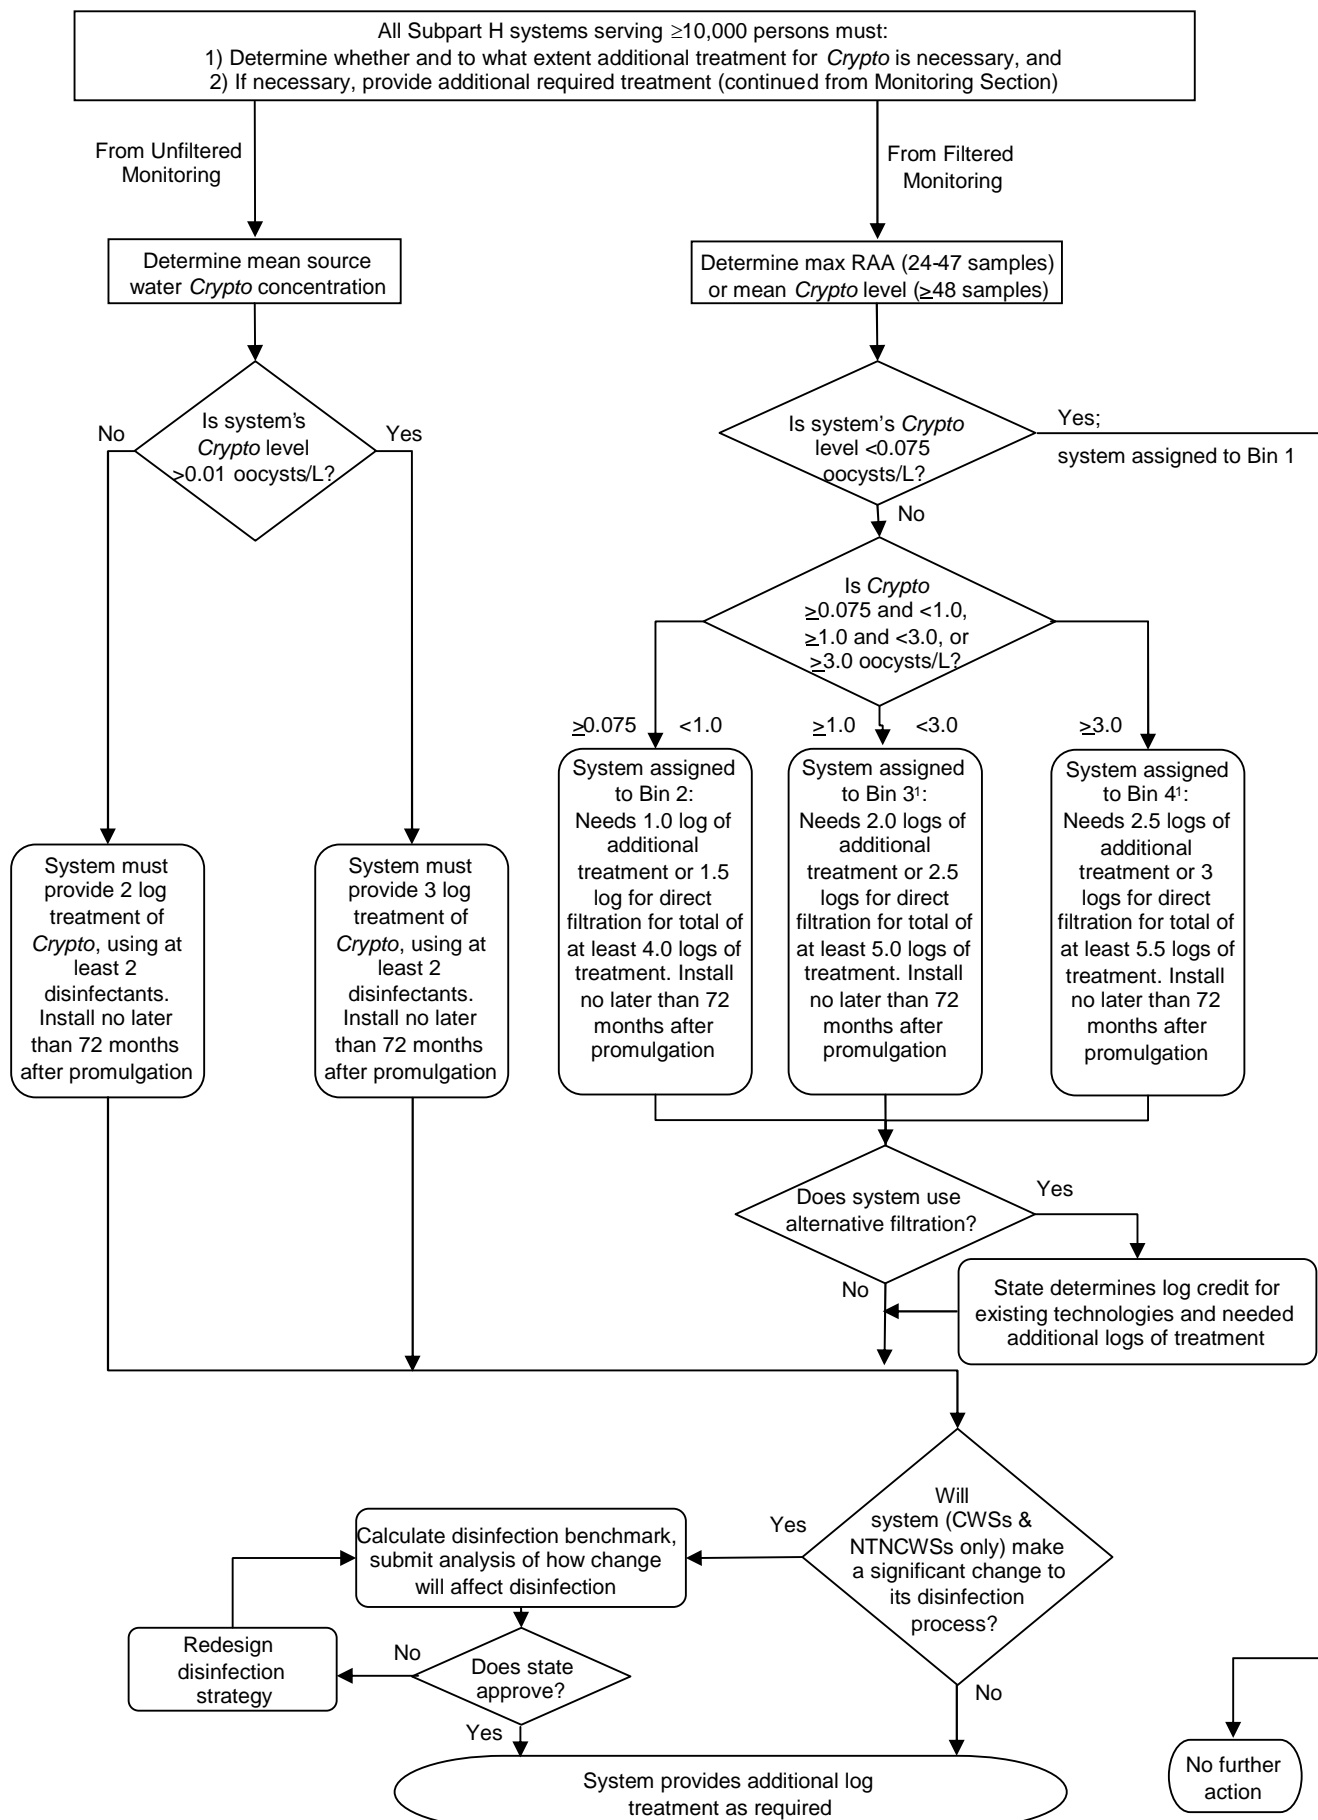 All Subpart H systems serving ≥10,000 persons must:
1) Determine whether and to what extent additional treatment for Crypto is necessary, and
2) If necessary, provide additional required treatment (continued from Monitoring Section)
From Unfiltered
Monitoring
From Filtered
Monitoring
Determine mean source
water Crypto concentration
Determine max RAA (24-47 samples)
or mean Crypto level (≥48 samples)
Is system's
Crypto level
>0.01 oocysts/L?
No
Yes
Is system's Crypto
level <0.075
oocysts/L?
Yes;
system assigned to Bin 1
No
Is Crypto
≥0.075 and <1.0,
≥1.0 and <3.0, or
≥3.0 oocysts/L?
≥0.075 <1.0
≥1.0 <3.0
≥3.0
System must
provide 2 log
treatment of
Crypto, using at
least 2
disinfectants.
Install no later
than 72 months
after promulgation
System must
provide 3 log
treatment of
Crypto, using at
least 2
disinfectants.
Install no later
than 72 months
after promulgation
System assigned
to Bin 2:
Needs 1.0 log of
additional
treatment or 1.5
log for direct
filtration for total of
at least 4.0 logs of
treatment. Install
no later than 72
months after
promulgation
System assigned
to Bin 3¹:
Needs 2.0 logs of
additional
treatment or 2.5
logs for direct
filtration for total of
at least 5.0 logs of
treatment. Install
no later than 72
months after
promulgation
System assigned
to Bin 4¹:
Needs 2.5 logs of
additional
treatment or 3
logs for direct
filtration for total of
at least 5.5 logs of
treatment. Install
no later than 72
months after
promulgation
Does system use
alternative filtration?
Yes
No
State determines log credit for
existing technologies and needed
additional logs of treatment
Will
system (CWSs &
NTNCWSs only) make
a significant change to
its disinfection
process?
Yes
No
Calculate disinfection benchmark,
submit analysis of how change
will affect disinfection
Redesign
disinfection
strategy
No
Does state
approve?
Yes
System provides additional log
treatment as required
No further
action